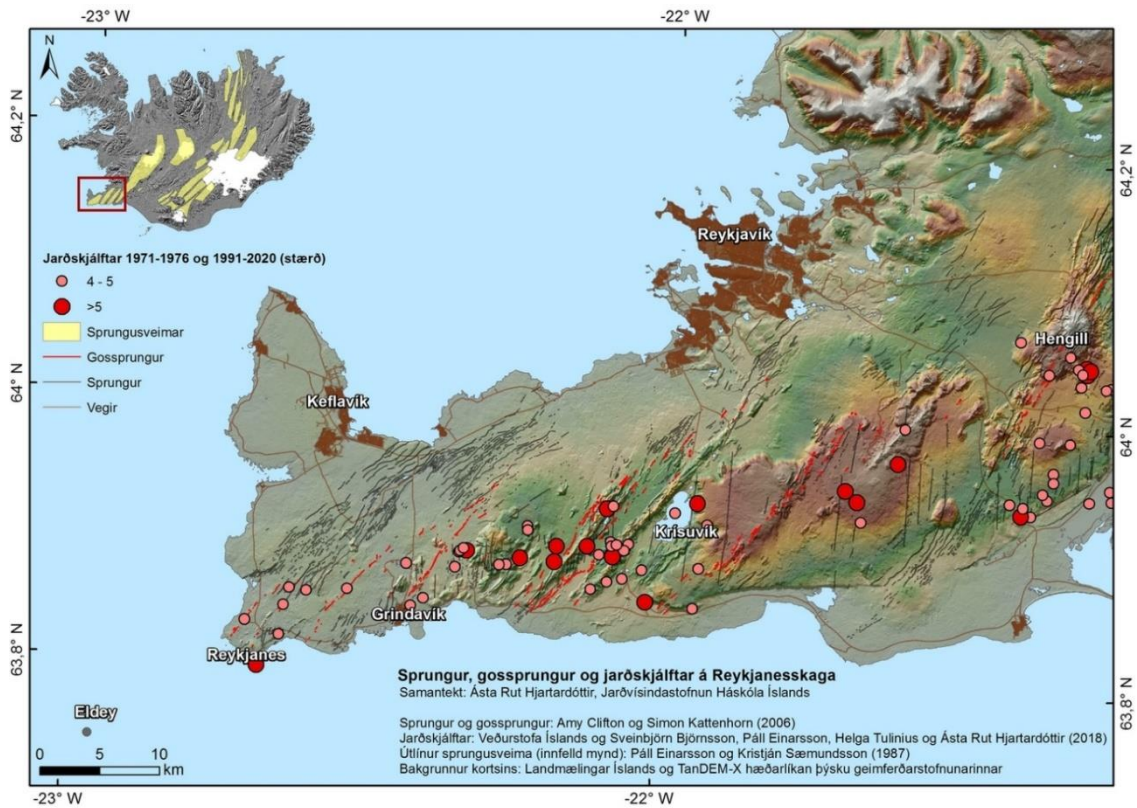 -23° W
-22° W
N
64,2° N
64,2° N
Reykjavík
Jarðskjálftar 1971-1976 og 1991-2020 (stærð)
4 - 5
>5
Sprungusveimar
Gossprungur
Sprungur
Vegir
Hengill
64° N
Keflavík
64° N
Krísuvík
Grindavík
Reykjanes
63,8° N
63,8° N
Sprungur, gossprungur og jarðskjálftar á Reykjanesskaga
Samantekt: Ásta Rut Hjartardóttir, Jarðvísindastofnun Háskóla Íslands
Eldey
Sprungur og gossprungur: Amy Clifton og Simon Kattenhorn (2006)
Jarðskjálftar: Veðurstofa Íslands og Sveinbjörn Björnsson, Páll Einarsson, Helga Tulinius og Ásta Rut Hjartardóttir (2018)
Útlínur sprungusveima (innfelld mynd): Páll Einarsson og Kristján Sæmundsson (1987)
Bakgrunnur kortsins: Landmælingar Íslands og TanDEM-X hæðarlíkan þýsku geimferðarstofnunarinnar
0 5 10
km
-23° W
-22° W